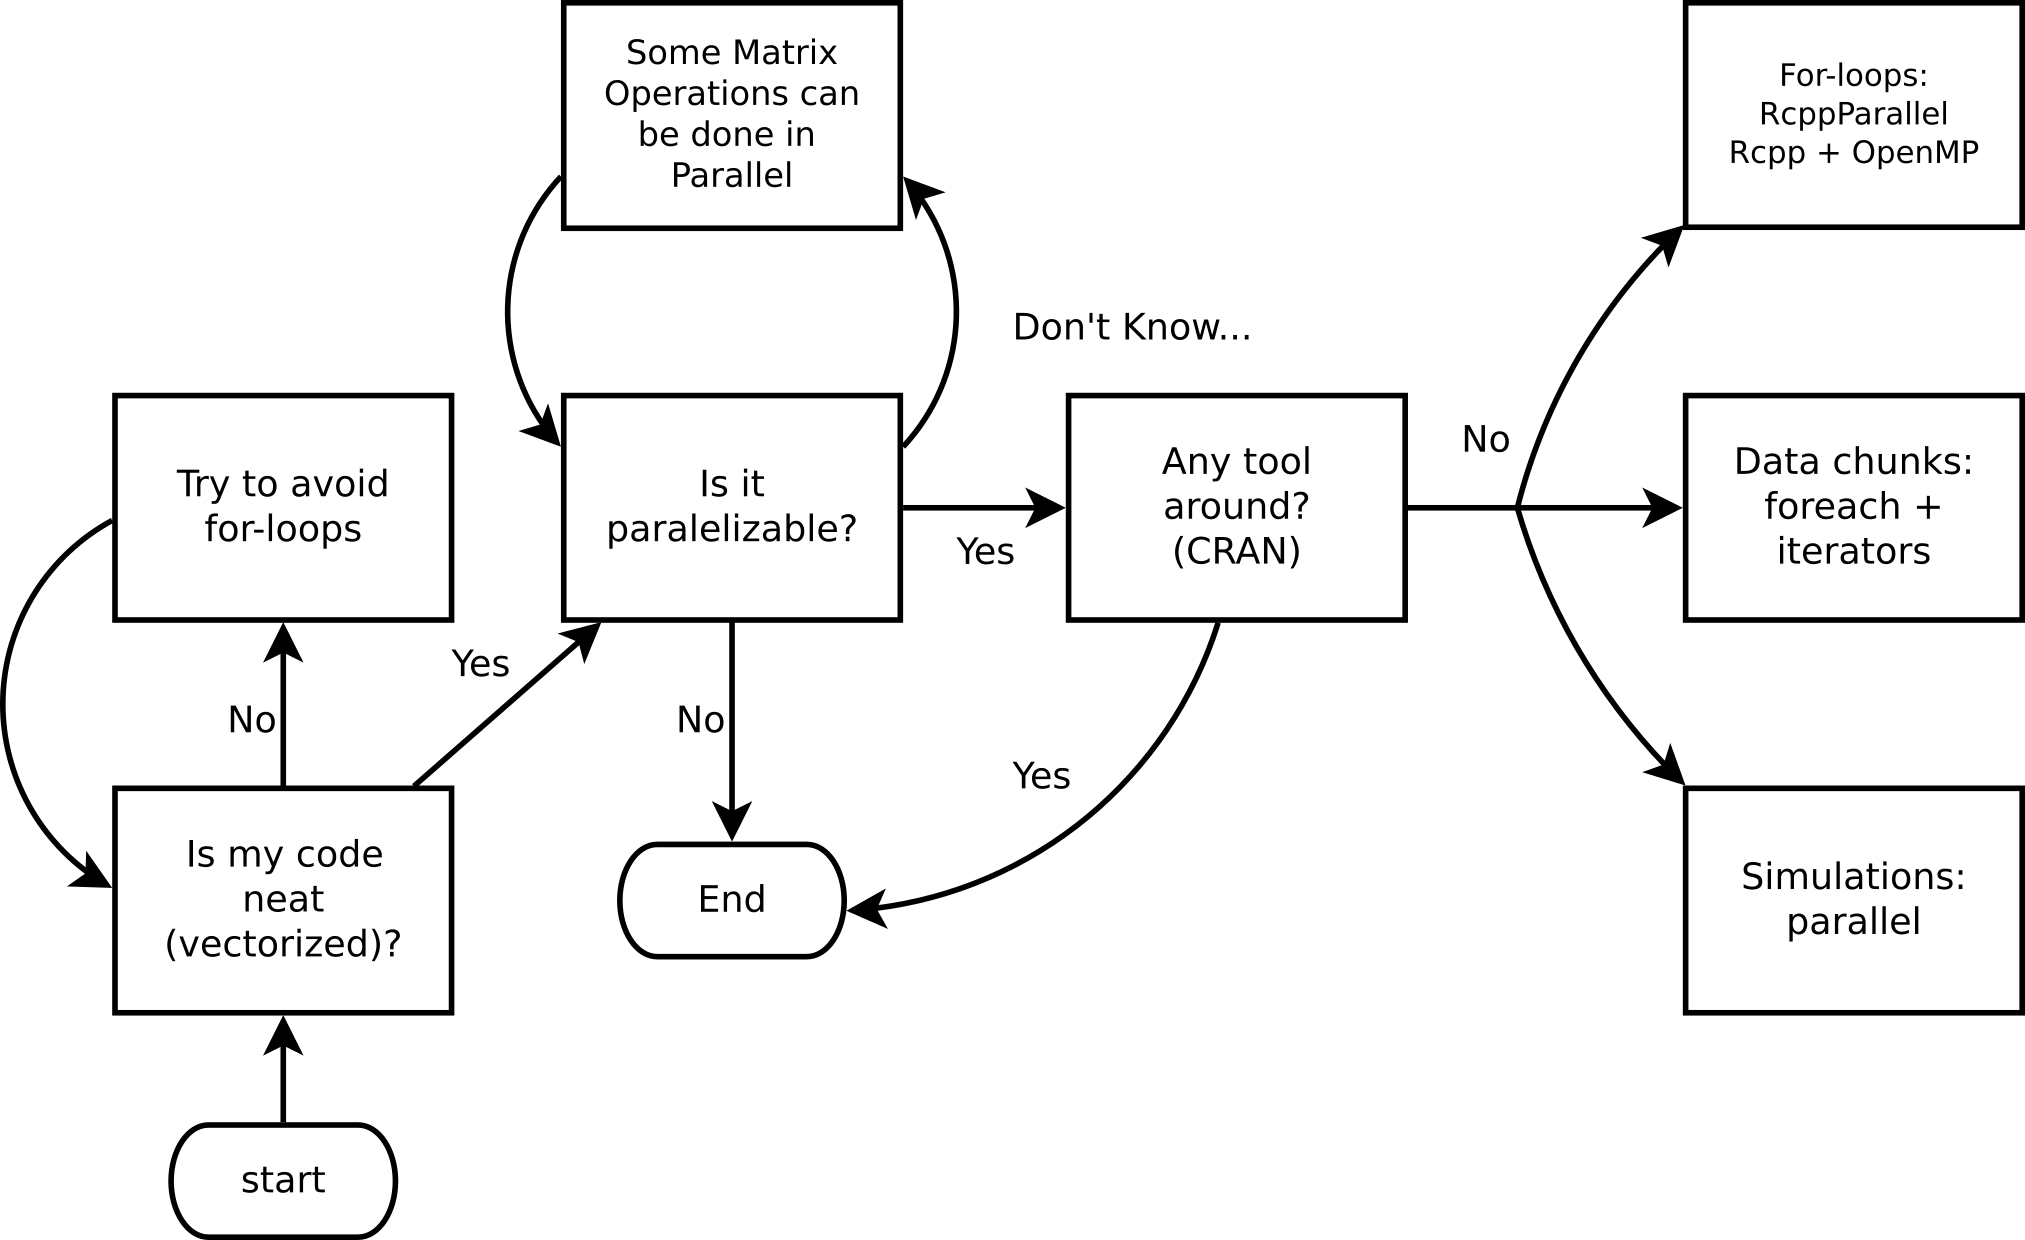 Some Matrix
Operations can
be done in
Parallel
For-loops:
RcppParallel
Rcpp + OpenMP
Don't Know...
Try to avoid
for-loops
Is it
paralelizable?
Yes
Any tool
around?
(CRAN)
No
Data chunks:
foreach +
iterators
No
Yes
No
Yes
Is my code
neat
(vectorized)?
End
Simulations:
parallel
start